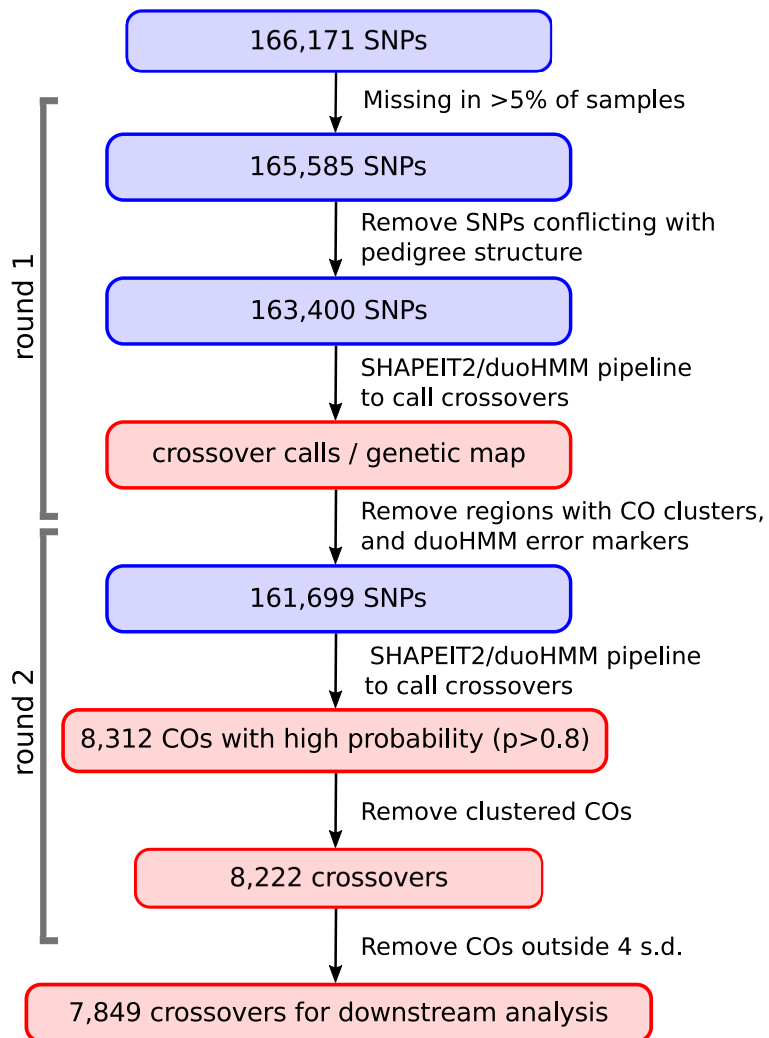 166,171 SNPs
Missing in >5% of samples
round 1
165,585 SNPs
Remove SNPs conflicting with
pedigree structure
163,400 SNPs
SHAPEIT2/duoHMM pipeline
to call crossovers
crossover calls / genetic map
Remove regions with CO clusters,
and duoHMM error markers
round 2
161,699 SNPs
SHAPEIT2/duoHMM pipeline
to call crossovers
8,312 COs with high probability (p>0.8)
Remove clustered COs
8,222 crossovers
Remove COs outside 4 s.d.
7,849 crossovers for downstream analysis